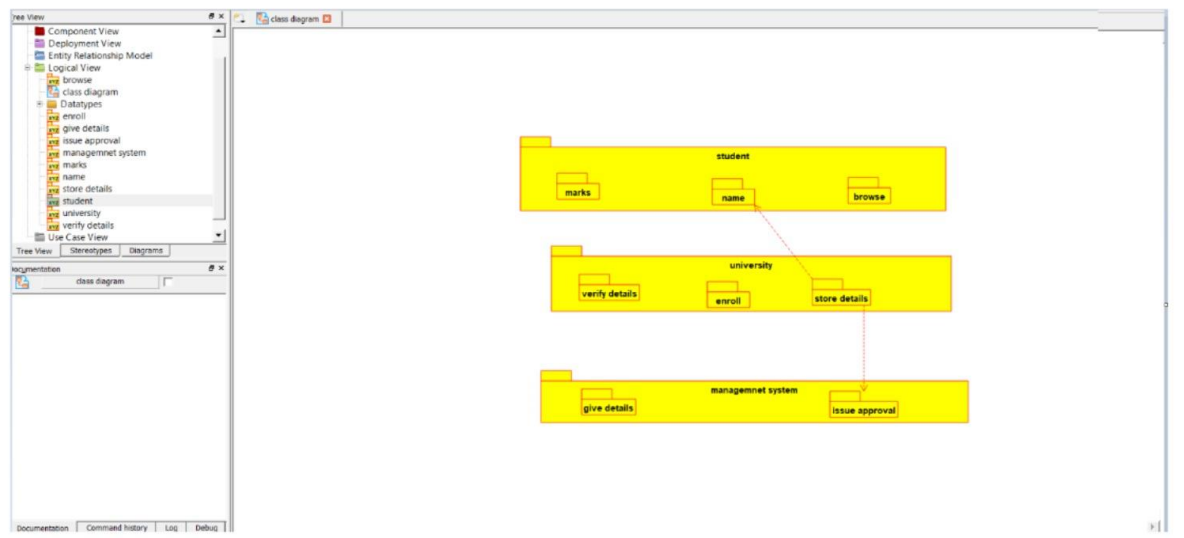 ree View
class diagram
Component View
Deployment View
Entity Relationship Model
Logical View
browse
class diagram
Datatypes
enroll
give details
issue approval
managemnet system
marks
name
store details
student
university
verify details
Use Case View
Tree View Stereotypes Diagrams
ocumentation
class diagram
Documentation Command history Log Debug
student
marks
name
browse
university
verify details
enroll
store details
managemnet system
give details
issue approval